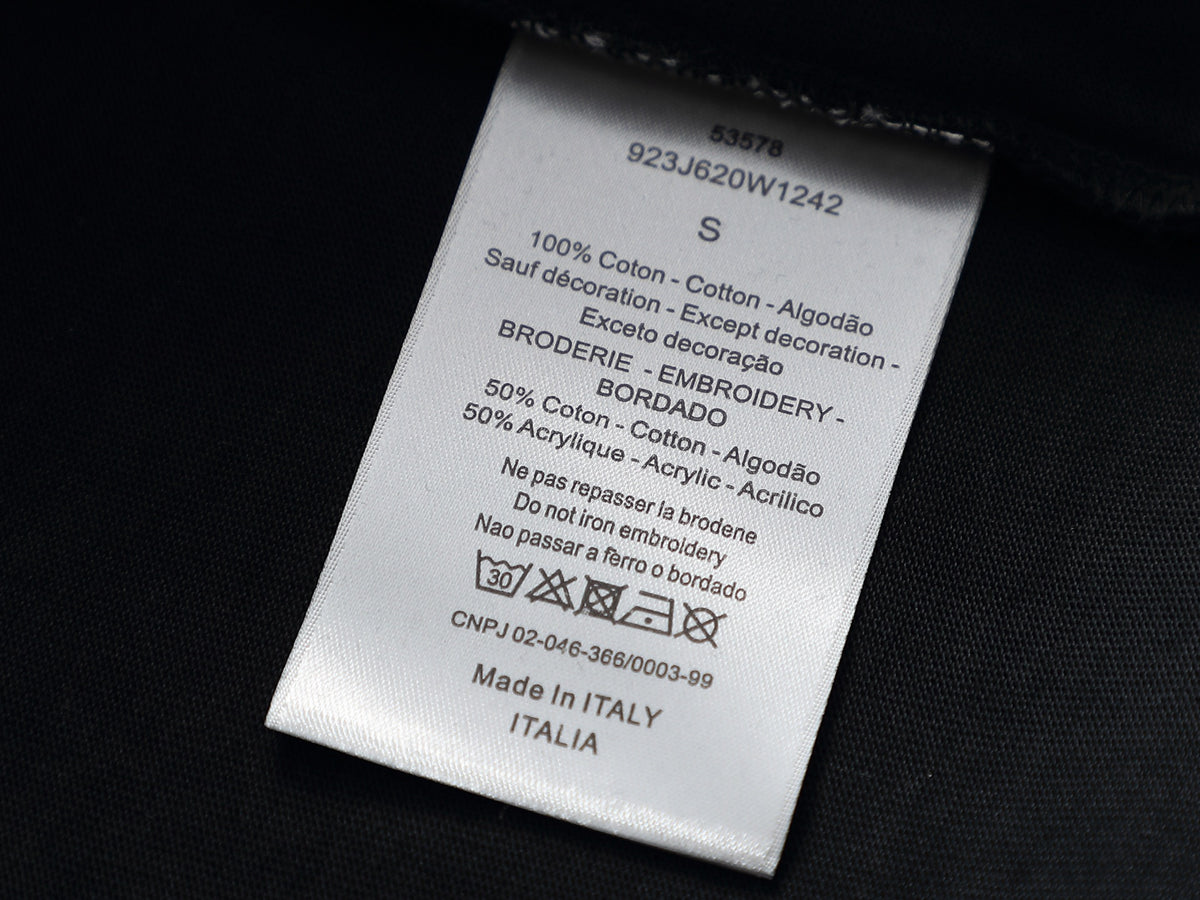 53578
923J620W1242
S
100% Coton - Cotton - Algodão
Sauf décoration - Except decoration -
Exceto decoração
BRODERIE - EMBROIDERY -
BORDADO
50% Coton - Cotton - Algodão
50% Acrylique - Acrylic - Acrilico
Ne pas repasser la brodene
Do not iron embroidery
Nao passar a ferro o bordado
30
CNPJ 02-046-366/0003-99
Made In ITALY
ITALIA